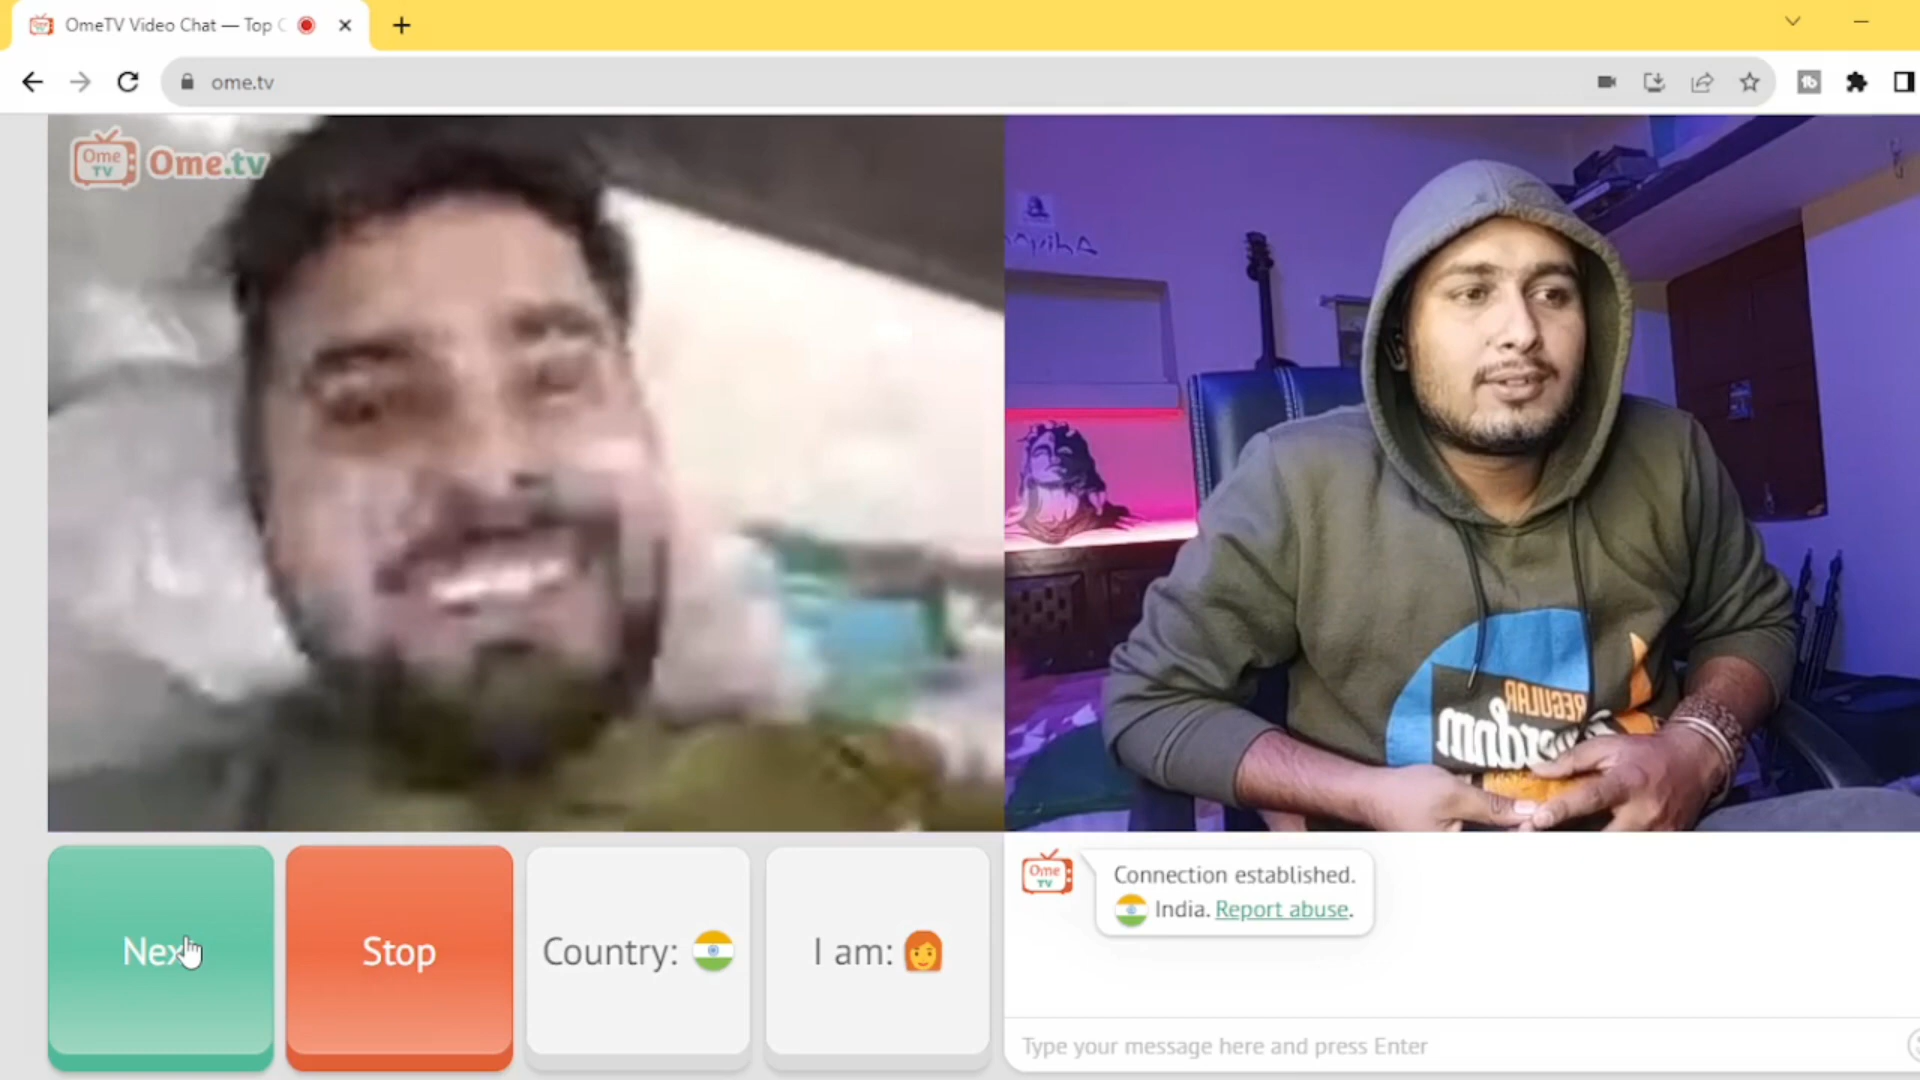 OmeTV Video Chat — Top
ome.tv
Ome
TV
Ome.tv
REGULAR
Next
Stop
Country:
I am:
Ome
TV
Connection established.
India. Report abuse.
Type your message here and press Enter